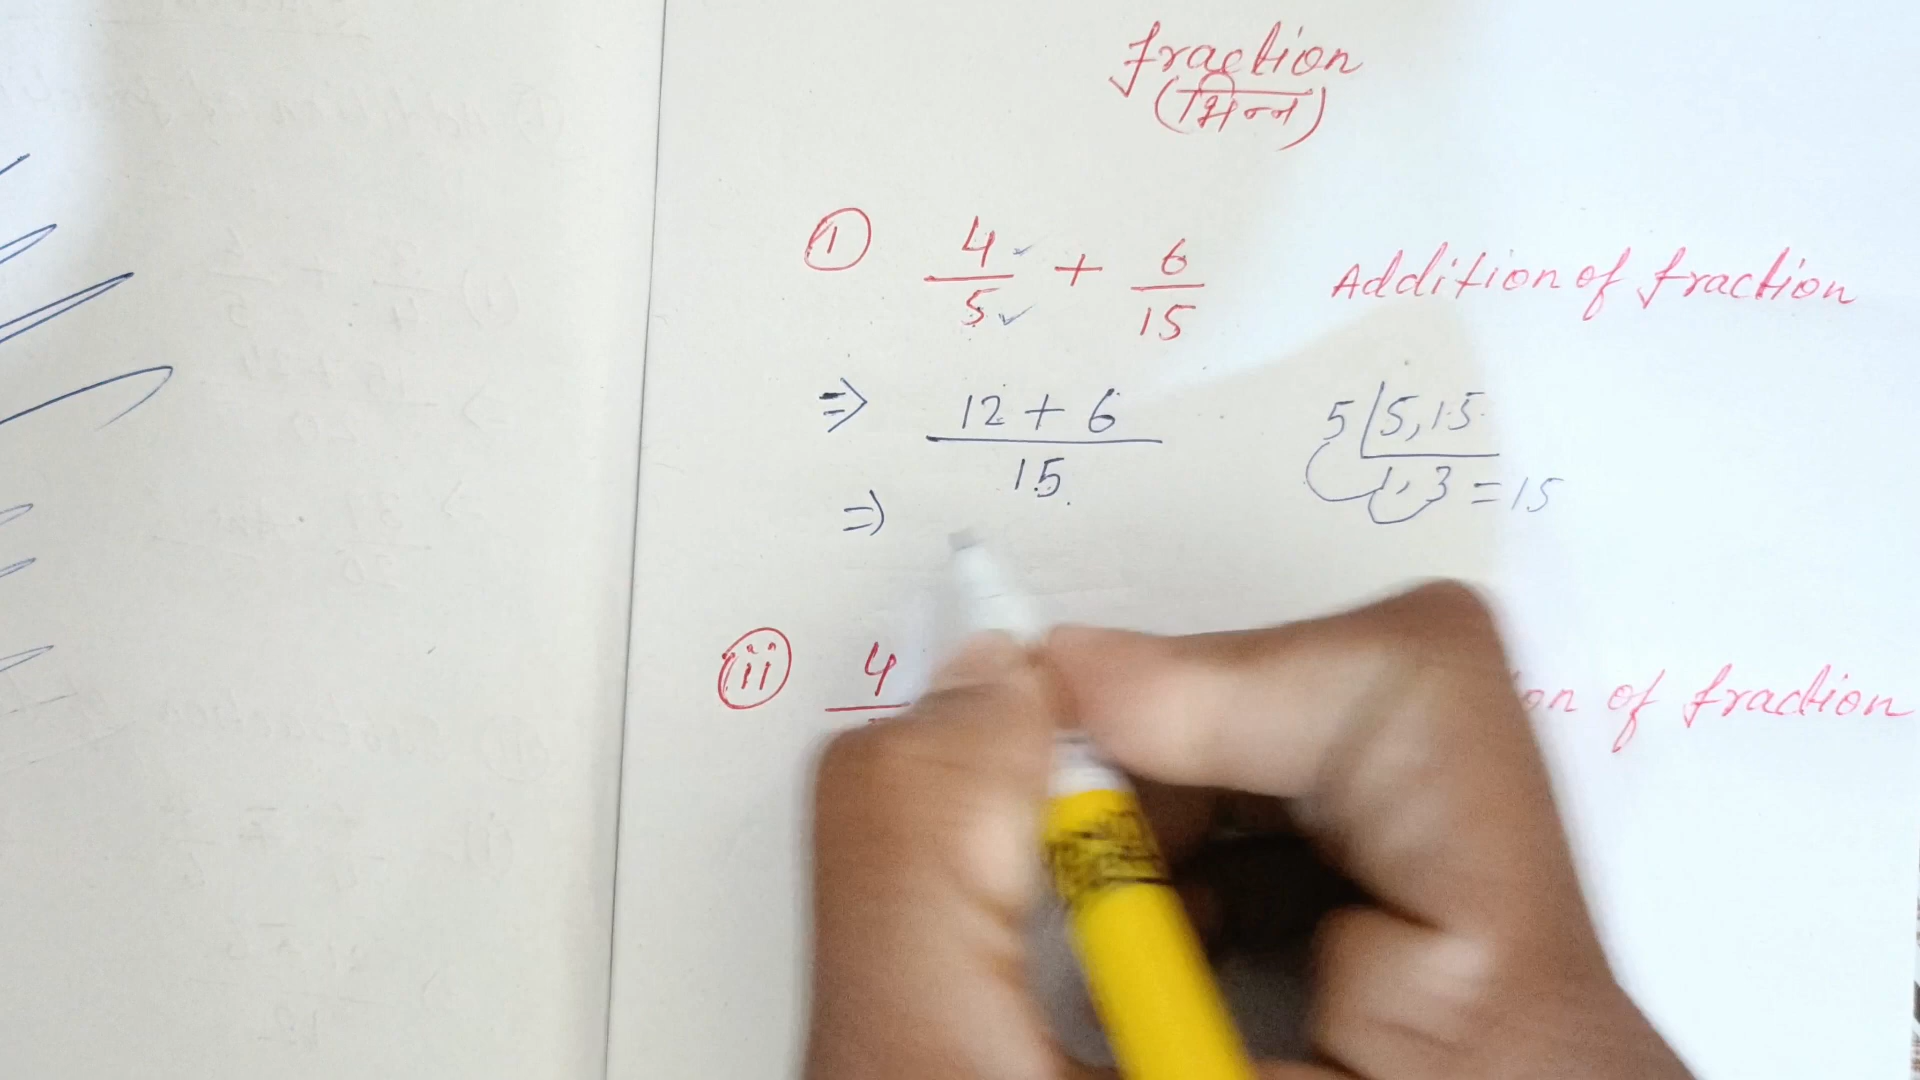 fraction
(भिन्न)
① 4/5 + 6/15 Addition of fraction
⇒ 12 + 6 / 15
5 | 5, 15
1, 3 = 15
⇒
(ii) 4 of fraction